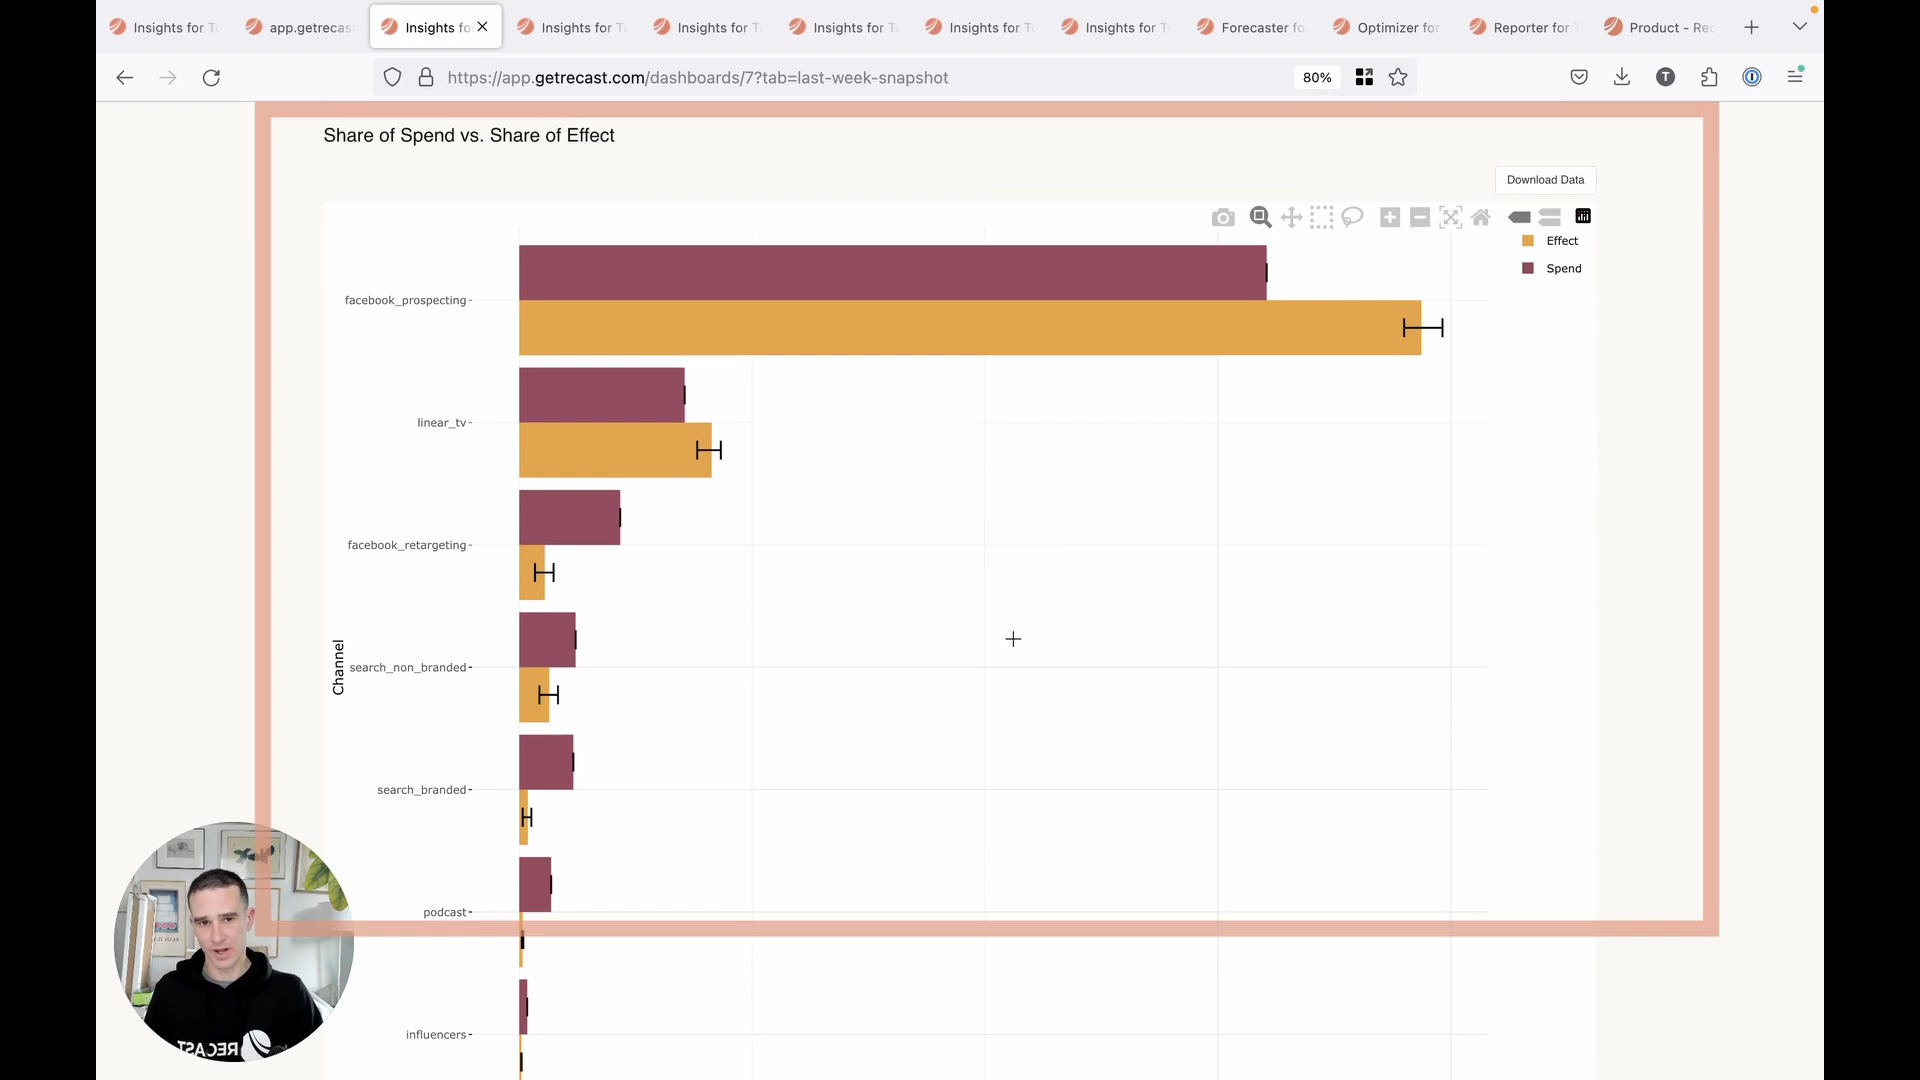 Insights for T
app.getrecas
Insights fo
Insights for T
Insights for T
Insights for T
Insights for T
Insights for T
Forecaster fo
Optimizer for
Reporter for
Product - Rec
https://app.getrecast.com/dashboards/7?tab=last-week-snapshot
80%
T
Share of Spend vs. Share of Effect
Download Data
Effect
Spend
facebook_prospecting
linear_tv
facebook_retargeting
search_non_branded
search_branded
podcast
influencers
Channel
RECAST